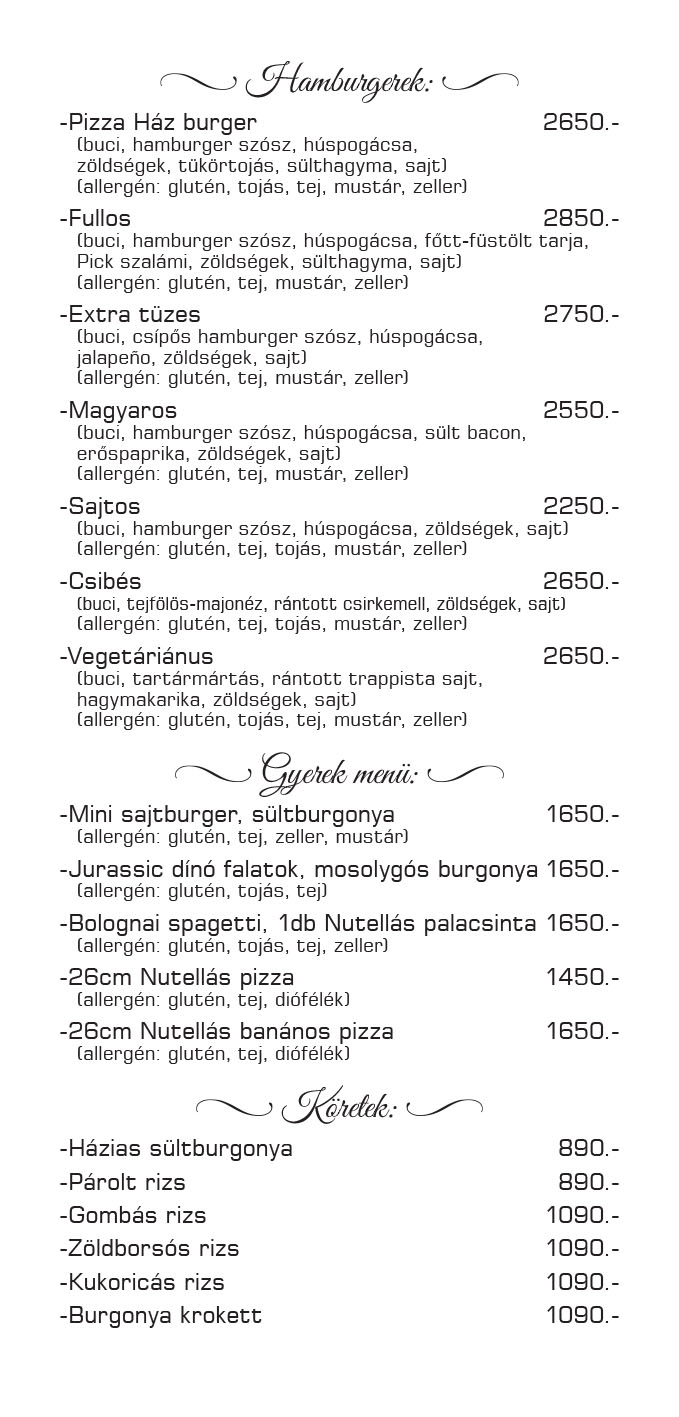 Hamburgerek:
-Pizza Ház burger 2650.-
(buci, hamburger szósz, húspogácsa,
zöldségek, tükörtojás, sülthagyma, sajt)
(allergén: glutén, tojás, tej, mustár, zeller)
-Fullos 2850.-
(buci, hamburger szósz, húspogácsa, főtt-füstölt tarja,
Pick szalámi, zöldségek, sülthagyma, sajt)
(allergén: glutén, tej, mustár, zeller)
-Extra tüzes 2750.-
(buci, csípős hamburger szósz, húspogácsa,
jalapeño, zöldségek, sajt)
(allergén: glutén, tej, mustár, zeller)
-Magyaros 2550.-
(buci, hamburger szósz, húspogácsa, sült bacon,
erőspaprika, zöldségek, sajt)
(allergén: glutén, tej, mustár, zeller)
-Sajtos 2250.-
(buci, hamburger szósz, húspogácsa, zöldségek, sajt)
(allergén: glutén, tej, tojás, mustár, zeller)
-Csibés 2650.-
(buci, tejfölös-majonéz, rántott csirkemell, zöldségek, sajt)
(allergén: glutén, tej, tojás, mustár, zeller)
-Vegetáriánus 2650.-
(buci, tartármártás, rántott trappista sajt,
hagymakarika, zöldségek, sajt)
(allergén: glutén, tojás, tej, mustár, zeller)
Gyerek menü:
-Mini sajtburger, sültburgonya 1650.-
(allergén: glutén, tej, zeller, mustár)
-Jurassic dínó falatok, mosolygós burgonya 1650.-
(allergén: glutén, tojás, tej)
-Bolognai spagetti, 1db Nutellás palacsinta 1650.-
(allergén: glutén, tojás, tej, zeller)
-26cm Nutellás pizza 1450.-
(allergén: glutén, tej, diófélék)
-26cm Nutellás banános pizza 1650.-
(allergén: glutén, tej, diófélék)
Köretek:
-Házias sültburgonya 890.-
-Párolt rizs 890.-
-Gombás rizs 1090.-
-Zöldborsós rizs 1090.-
-Kukoricás rizs 1090.-
-Burgonya krokett 1090.-